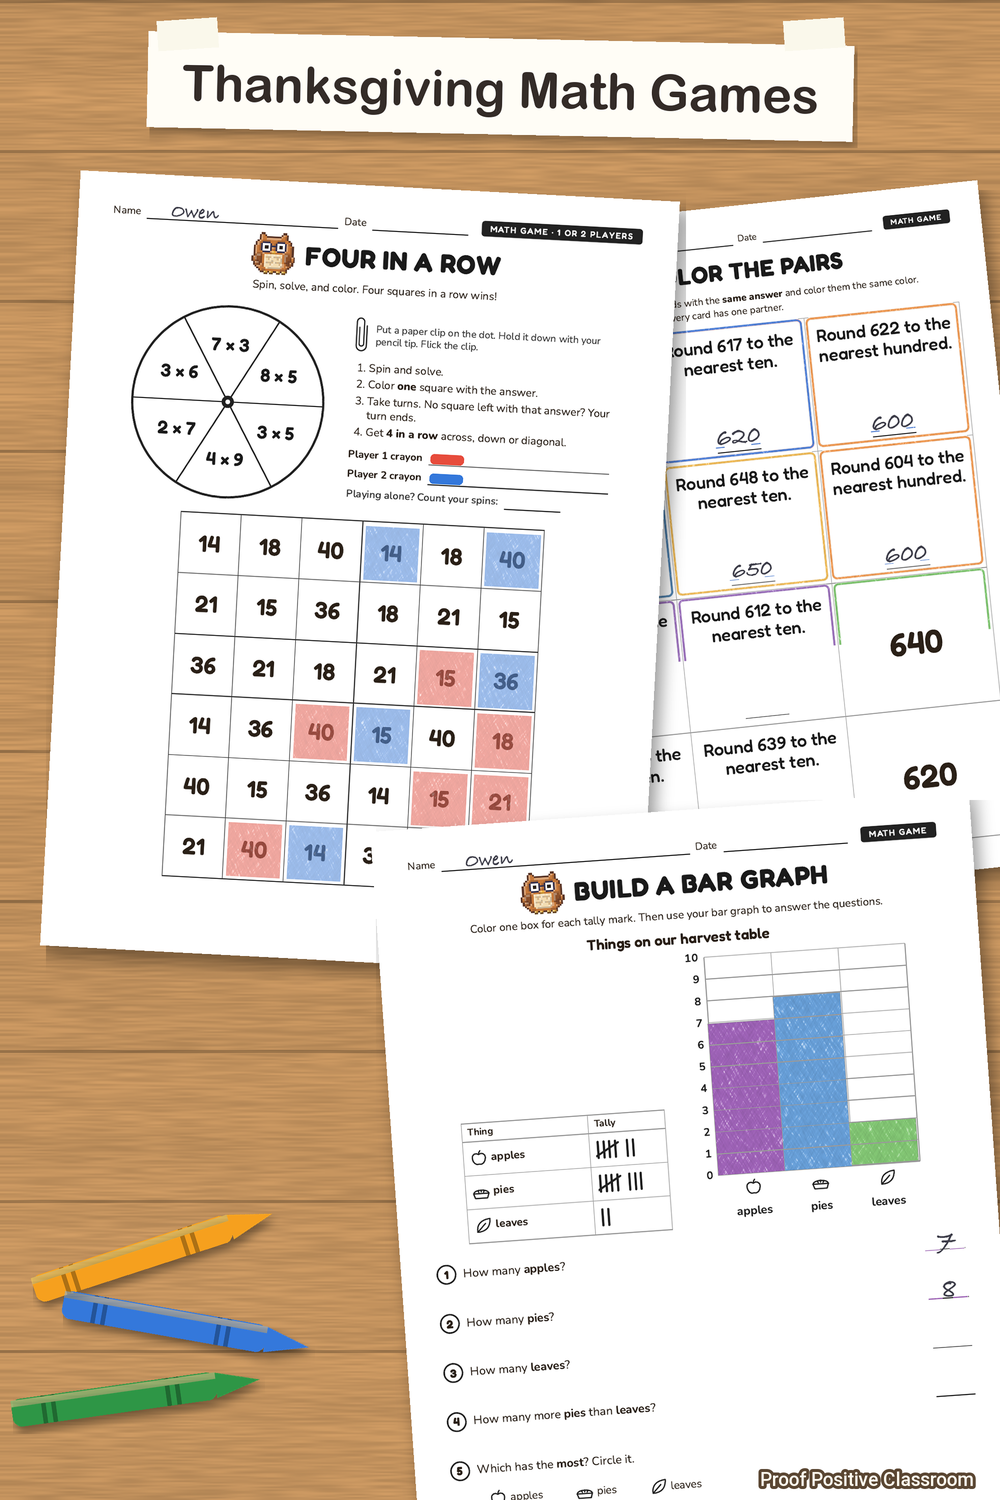 Thanksgiving Math Games
Name Owen Date
MATH GAME · 1 OR 2 PLAYERS
FOUR IN A ROW
Spin, solve, and color. Four squares in a row wins!
7 × 3
8 × 5
3 × 5
4 × 9
2 × 7
3 × 6
Put a paper clip on the dot. Hold it down with your
pencil tip. Flick the clip.
1. Spin and solve.
2. Color one square with the answer.
3. Take turns. No square left with that answer? Your
turn ends.
4. Get 4 in a row across, down or diagonal.
Player 1 crayon
Player 2 crayon
Playing alone? Count your spins:
14 18 40 14 18 40
21 15 36 18 21 15
36 21 18 21 15 36
14 36 40 15 40 18
40 15 36 14 15 21
21 40 14
Date
MATH GAME
THE PAIRS
with the same answer and color them the same color.
card has one partner.
Round 617 to the
nearest ten.
620
Round 622 to the
nearest hundred.
600
Round 648 to the
nearest ten.
650
Round 604 to the
nearest hundred.
600
Round 612 to the
nearest ten.
640
the
Round 639 to the
nearest ten.
620
Name Owen Date
MATH GAME
BUILD A BAR GRAPH
Color one box for each tally mark. Then use your bar graph to answer the questions.
Things on our harvest table
10
9
8
7
6
5
4
3
2
1
0
apples pies leaves
Thing Tally
apples
pies
leaves
1 How many apples? 7
2 How many pies? 8
3 How many leaves?
4 How many more pies than leaves?
5 Which has the most? Circle it.
apples pies leaves
Proof Positive Classroom